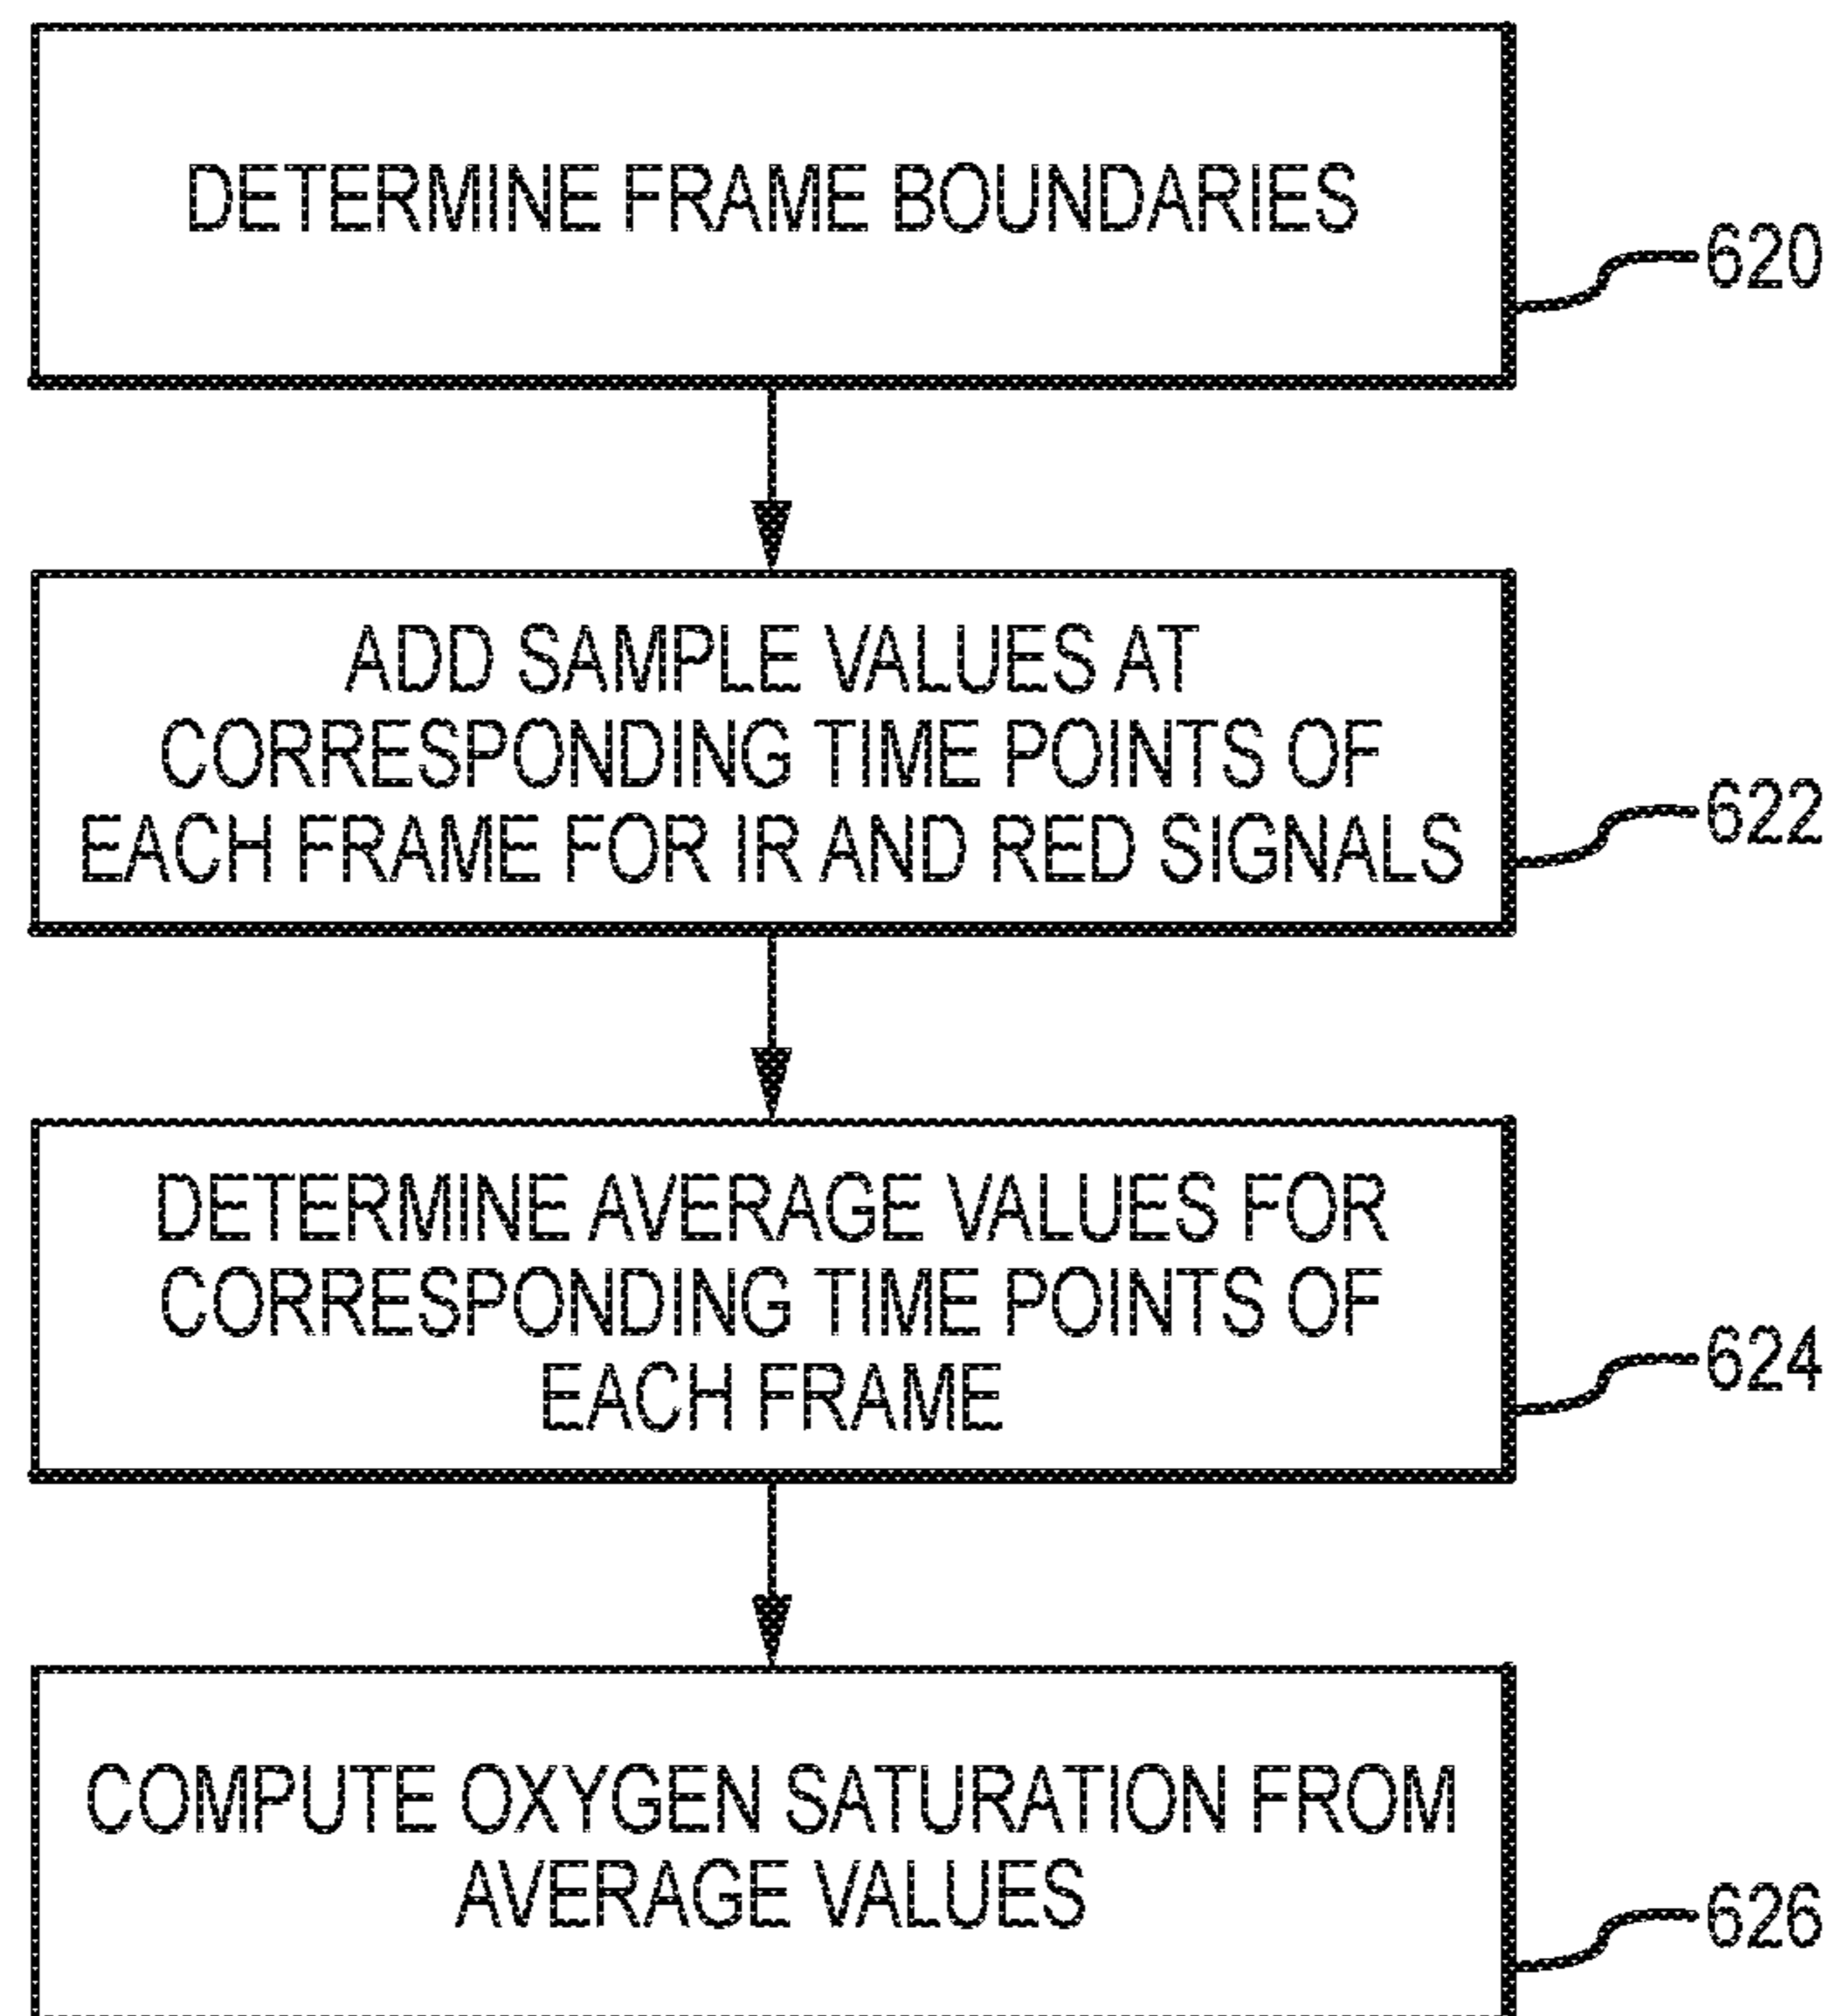 DETERMINE FRAME BOUNDARIES
620
ADD SAMPLE VALUES AT
CORRESPONDING TIME POINTS OF
EACH FRAME FOR IR AND RED SIGNALS
622
DETERMINE AVERAGE VALUES FOR
CORRESPONDING TIME POINTS OF
EACH FRAME
624
COMPUTE OXYGEN SATURATION FROM
AVERAGE VALUES
626